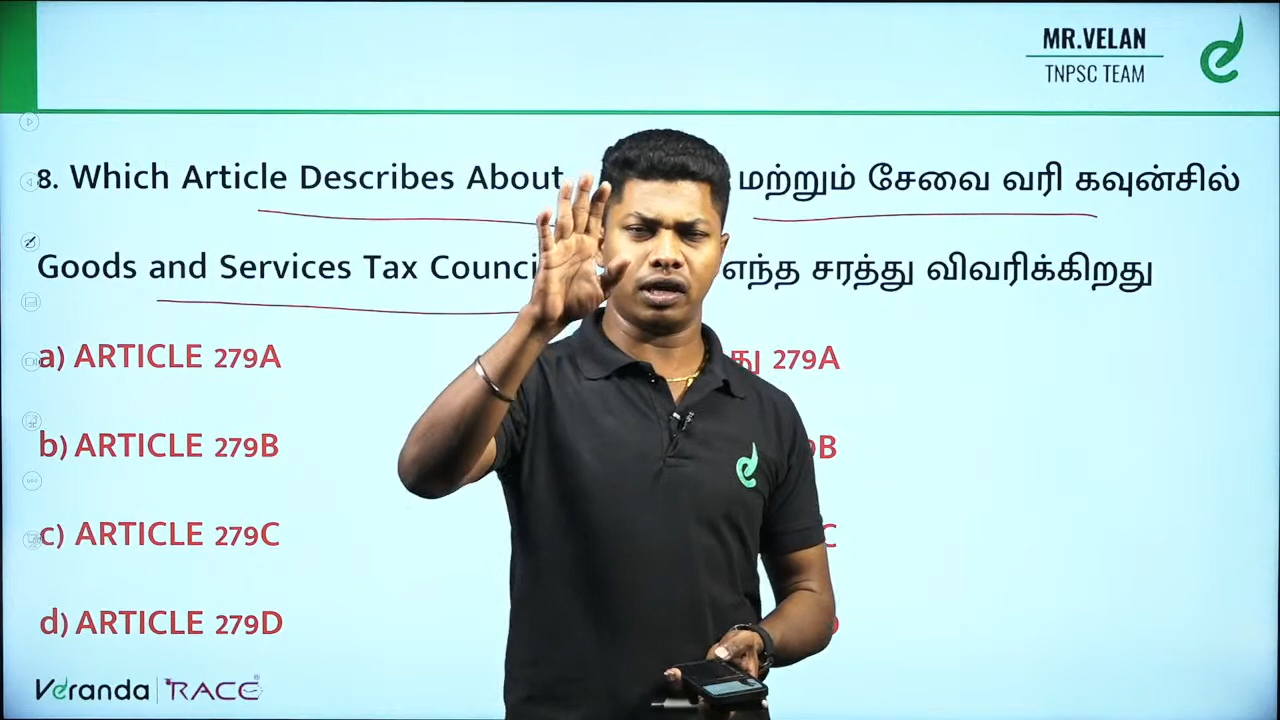 MR.VELAN
TNPSC TEAM
8. Which Article Describes About
Goods and Services Tax
மற்றும் சேவை வரி கவுன்சில்
எந்த சரத்து விவரிக்கிறது
a) ARTICLE 279A
279A
b) ARTICLE 279B
c) ARTICLE 279C
d) ARTICLE 279D
Veranda RACE